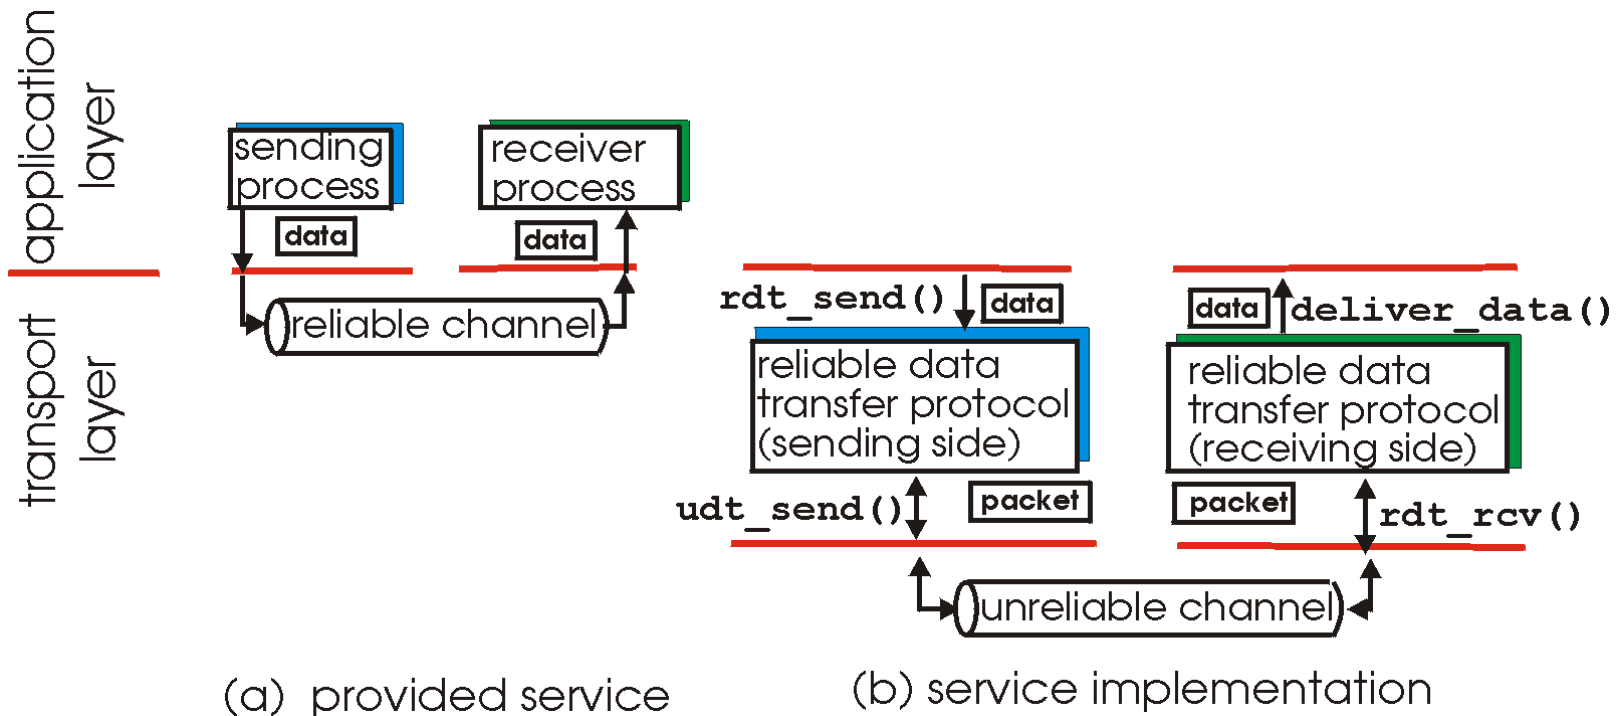 application
layer
transport
layer
sending
process
receiver
process
data
data
reliable channel
(a) provided service
rdt_send()
data
data
deliver_data()
reliable data
transfer protocol
(sending side)
reliable data
transfer protocol
(receiving side)
udt_send()
packet
packet
rdt_rcv()
unreliable channel
(b) service implementation